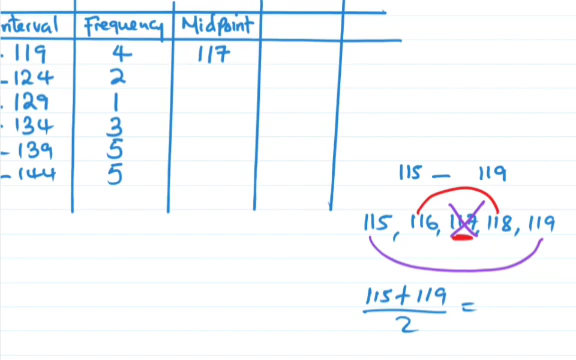 nterval Frequency Midpoint
- 119 4 117
- 124 2
- 129 1
- 134 3
- 139 5
- 144 5
115 - 119
115, 116, 117, 118, 119
115+119
2
=